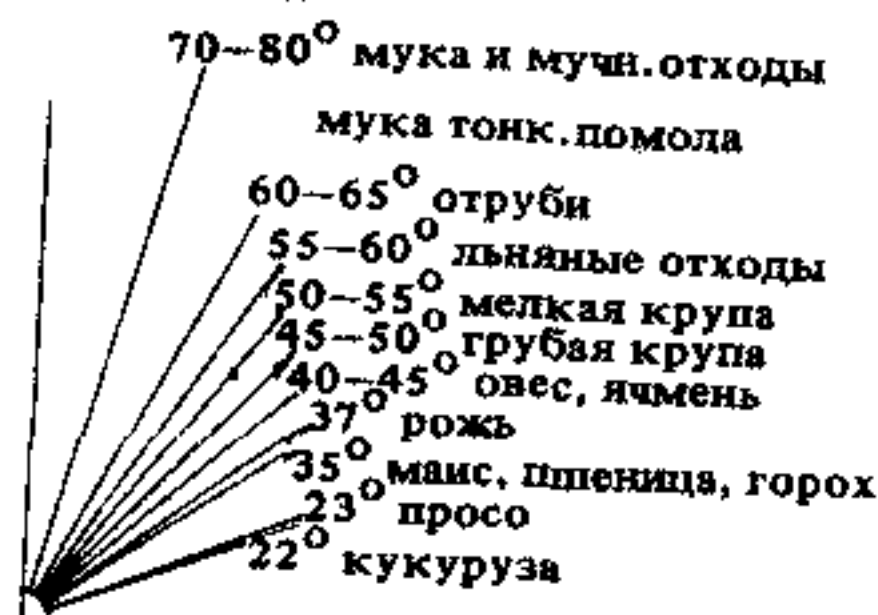 70—80° мука и мучн.отходы
мука тонк.помола
60—65° отруби
55—60° льняные отходы
50—55° мелкая крупа
45—50° грубая крупа
40—45° овес, ячмень
37° рожь
35° маис, пшеница, горох
23° просо
22° кукуруза